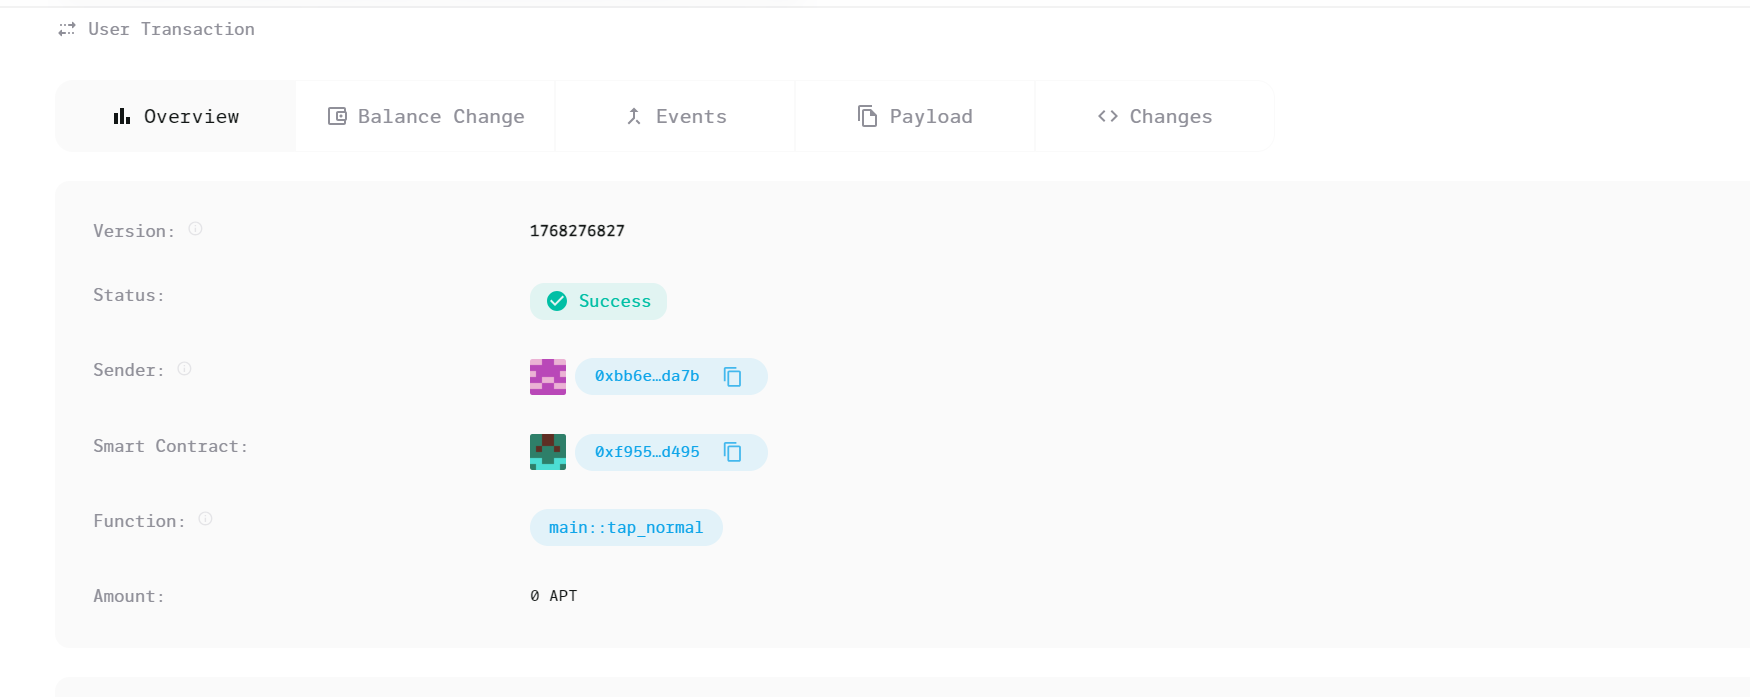 User Transaction
Overview
Balance Change
Events
Payload
Changes
Version: 1768276827
Status: Success
Sender: 0xbb6e…da7b
Smart Contract: 0xf955…d495
Function: main::tap_normal
Amount: 0 APT